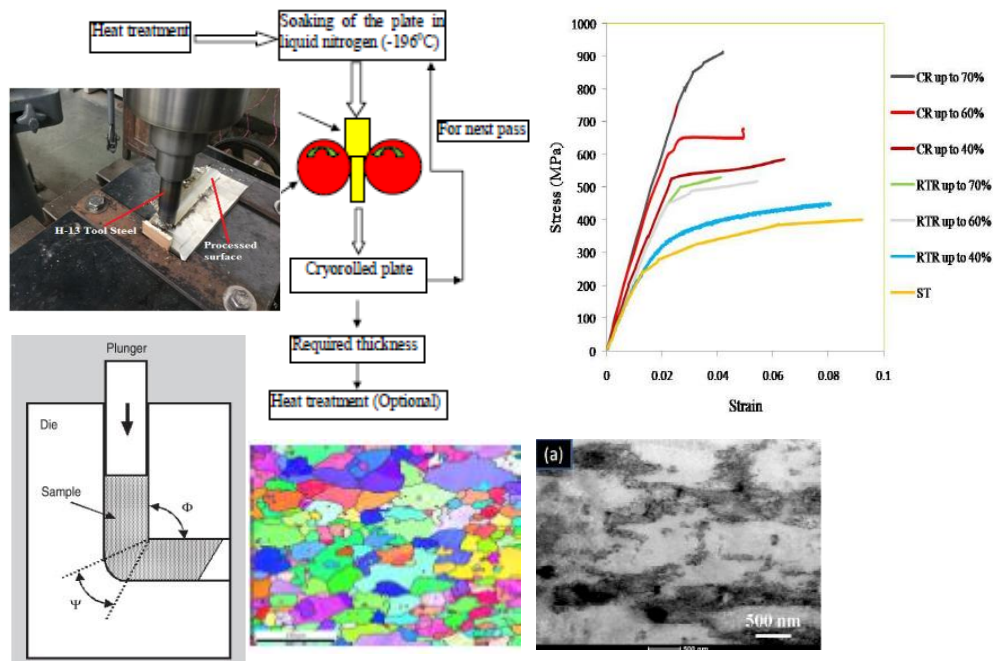 Heat treatment
Soaking of the plate in
liquid nitrogen (-196⁰C)
For next pass
Cryorolled plate
Required thickness
Heat treatment (Optional)
H-13 Tool Steel
Processed
surface
1000
900
800
700
600
500
400
300
200
100
0
Stress (MPa)
0
0.02
0.04
0.06
0.08
0.1
Strain
CR up to 70%
CR up to 60%
CR up to 40%
RTR up to 70%
RTR up to 60%
RTR up to 40%
ST
Plunger
Die
Sample
Φ
Ψ
(a)
500 nm
500 nm